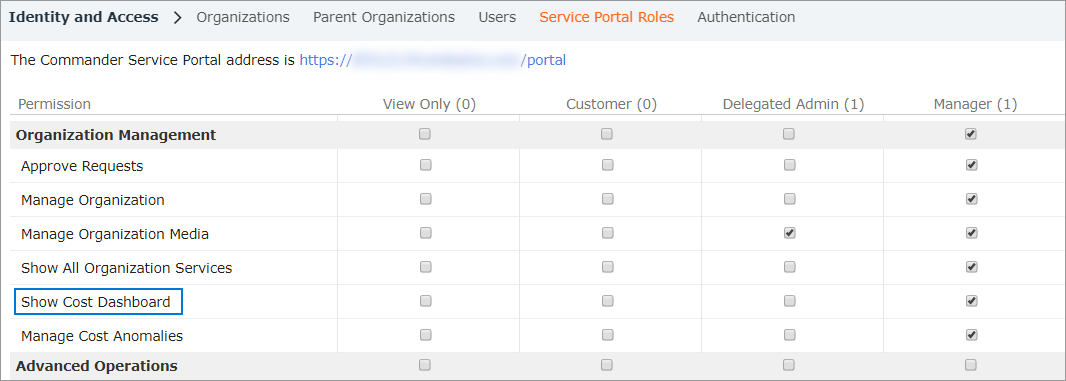 Identity and Access > Organizations Parent Organizations Users Service Portal Roles Authentication
The Commander Service Portal address is https:// /portal
Permission View Only (0) Customer (0) Delegated Admin (1) Manager (1)
Organization Management
Approve Requests
Manage Organization
Manage Organization Media
Show All Organization Services
Show Cost Dashboard
Manage Cost Anomalies
Advanced Operations